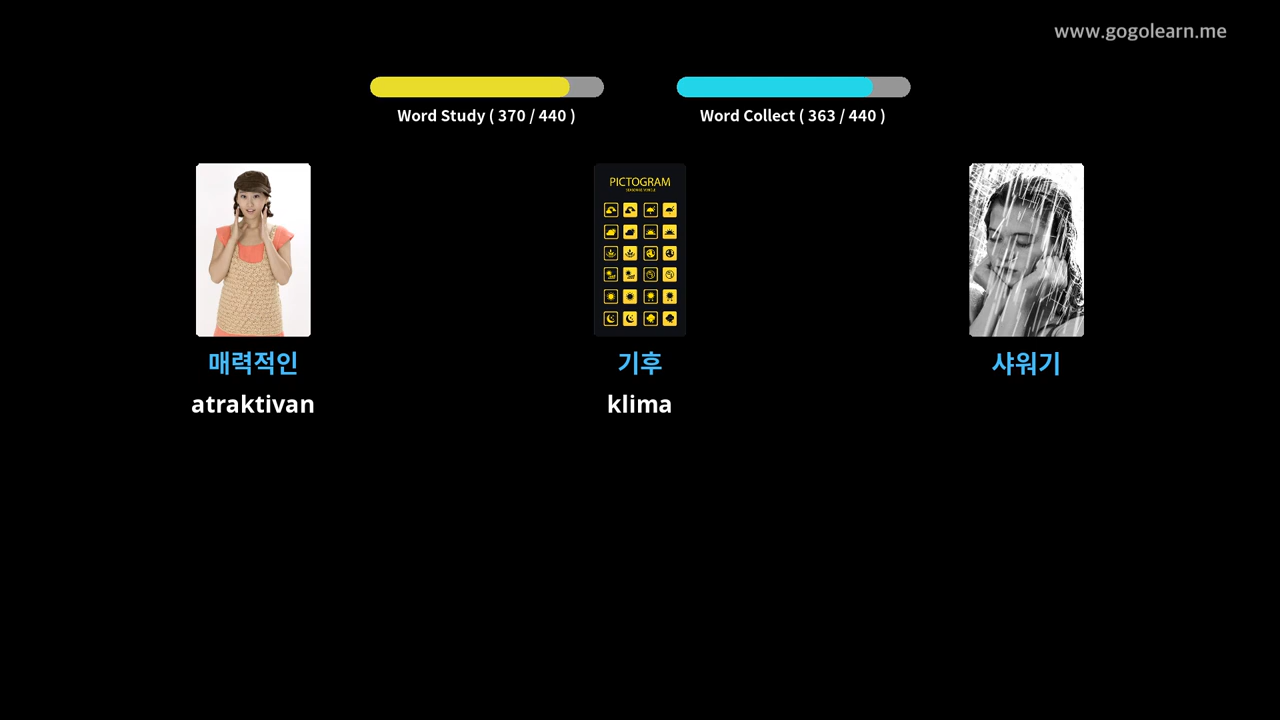 www.gogolearn.me
Word Study ( 370 / 440 )
Word Collect ( 363 / 440 )
PICTOGRAM
매력적인
기후
샤워기
atraktivan
klima